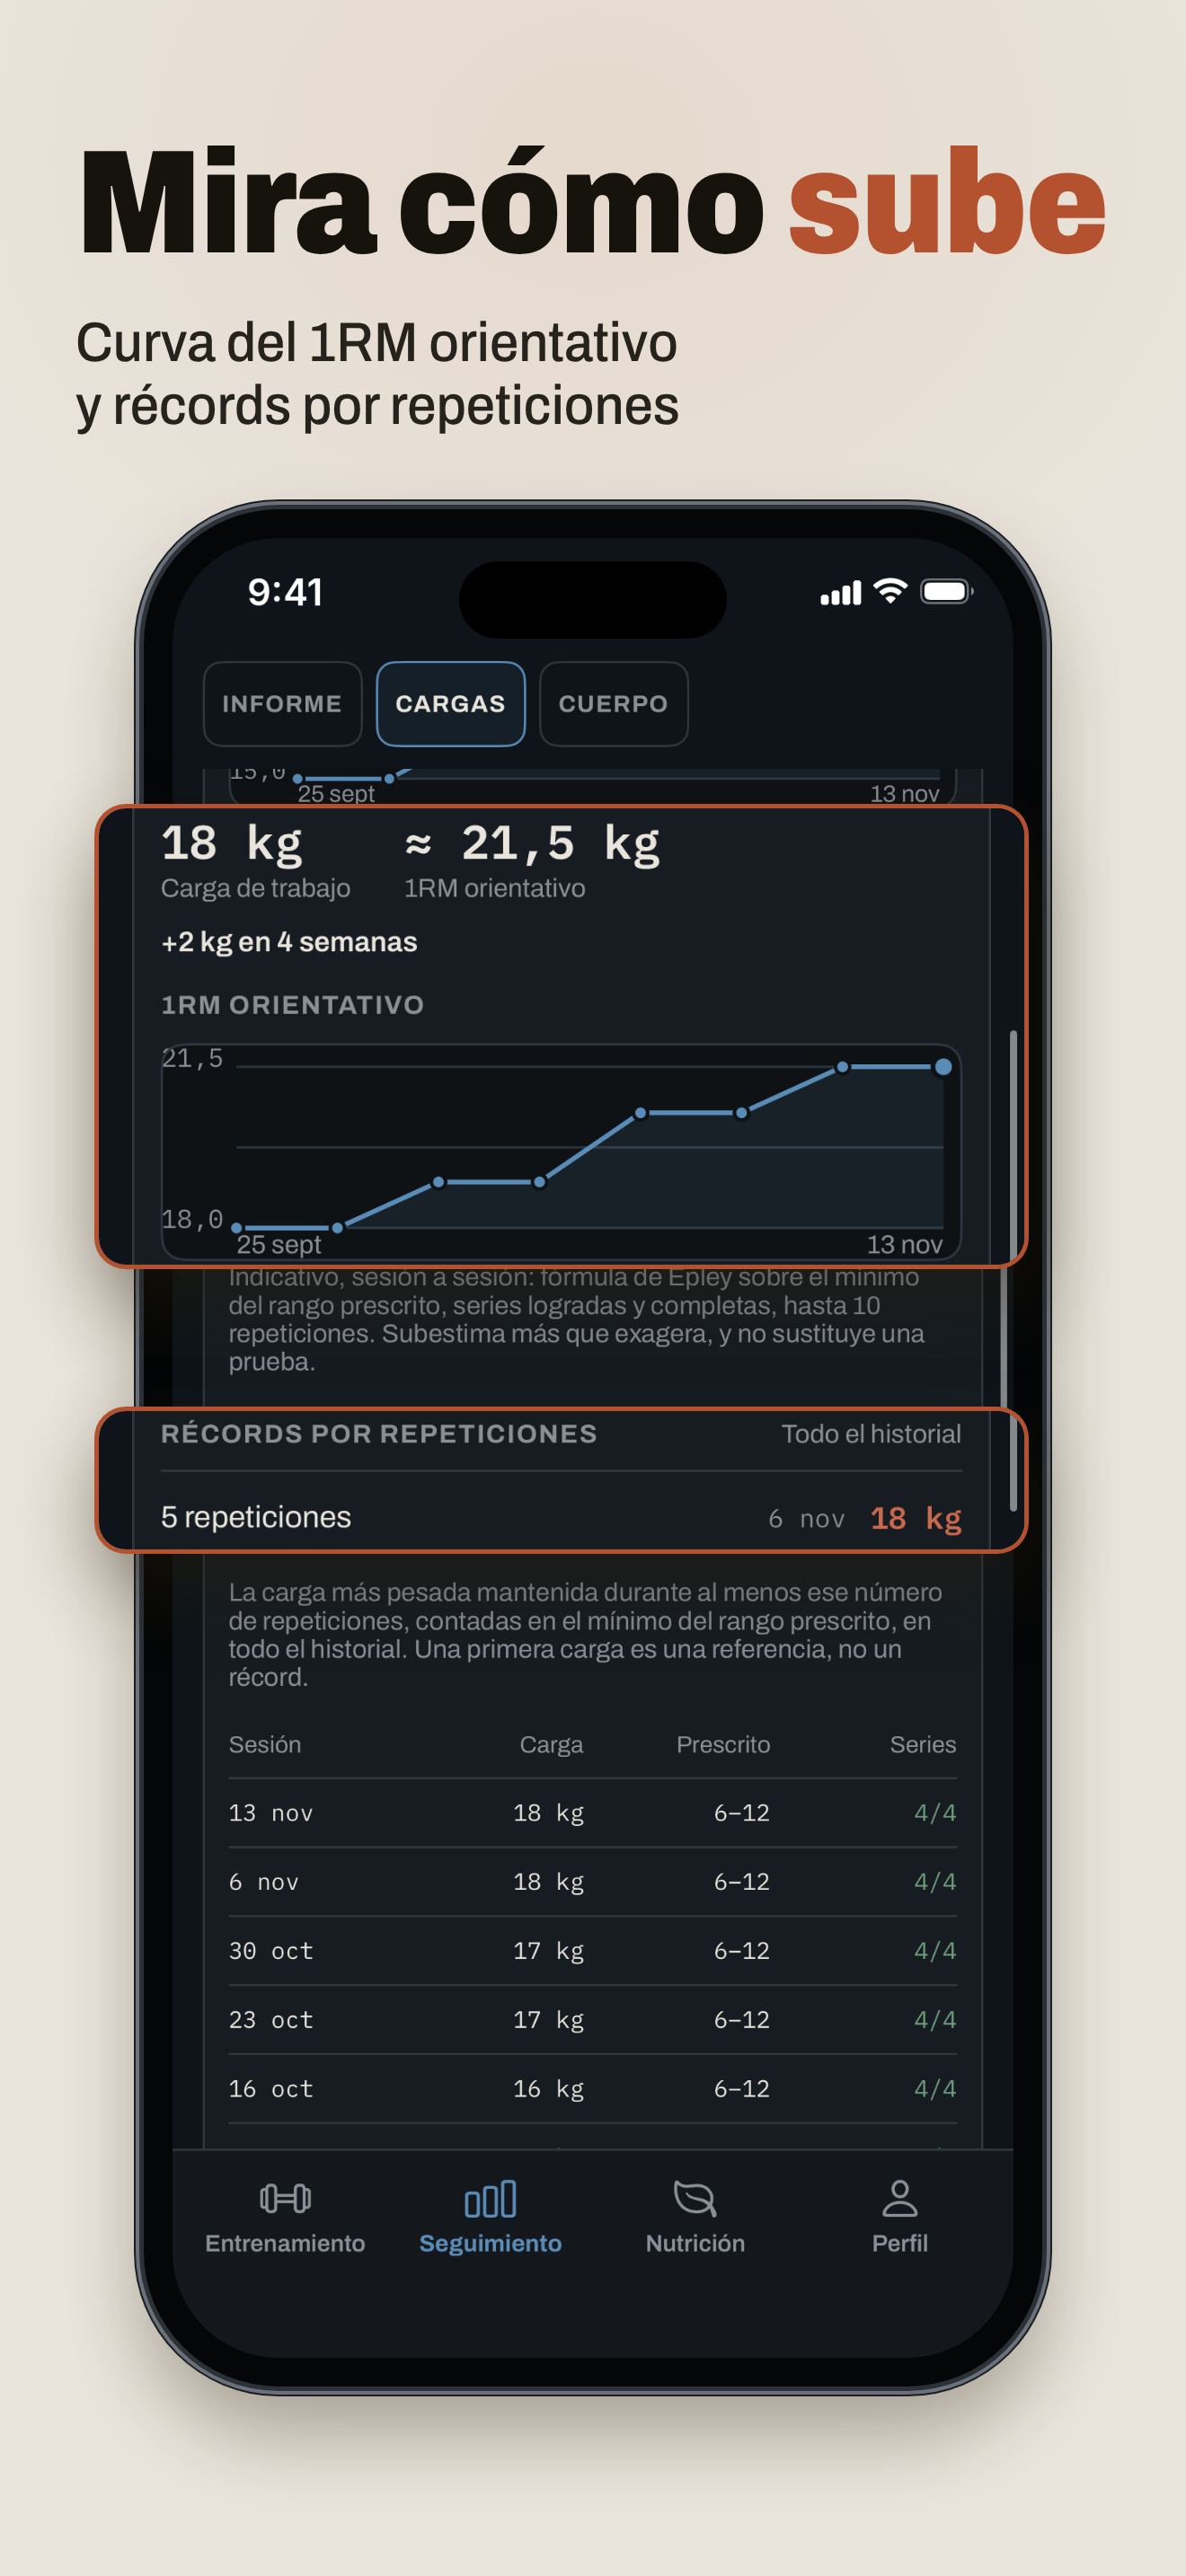 Mira cómo sube
Curva del 1RM orientativo
y récords por repeticiones
9:41
INFORME CARGAS CUERPO
15,0
25 sept 13 nov
18 kg ≈ 21,5 kg
Carga de trabajo 1RM orientativo
+2 kg en 4 semanas
1RM ORIENTATIVO
21,5
18,0
25 sept 13 nov
Indicativo, sesión a sesión: fórmula de Epley sobre el mínimo
del rango prescrito, series logradas y completas, hasta 10
repeticiones. Subestima más que exagera, y no sustituye una
prueba.
RÉCORDS POR REPETICIONES Todo el historial
5 repeticiones 6 nov 18 kg
La carga más pesada mantenida durante al menos ese número
de repeticiones, contadas en el mínimo del rango prescrito, en
todo el historial. Una primera carga es una referencia, no un
récord.
Sesión Carga Prescrito Series
13 nov 18 kg 6–12 4/4
6 nov 18 kg 6–12 4/4
30 oct 17 kg 6–12 4/4
23 oct 17 kg 6–12 4/4
16 oct 16 kg 6–12 4/4
Entrenamiento Seguimiento Nutrición Perfil